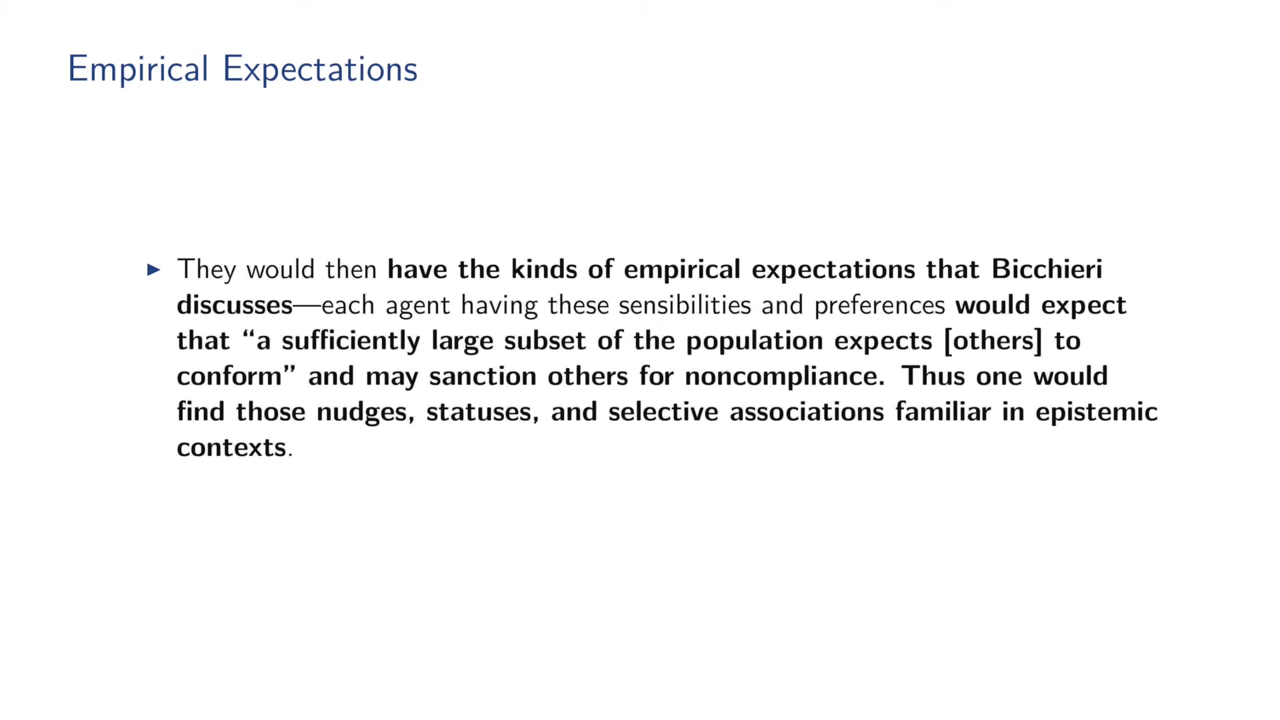 Empirical Expectations
▶ They would then have the kinds of empirical expectations that Bicchieri
discusses—each agent having these sensibilities and preferences would expect
that “a sufficiently large subset of the population expects [others] to
conform” and may sanction others for noncompliance. Thus one would
find those nudges, statuses, and selective associations familiar in epistemic
contexts.